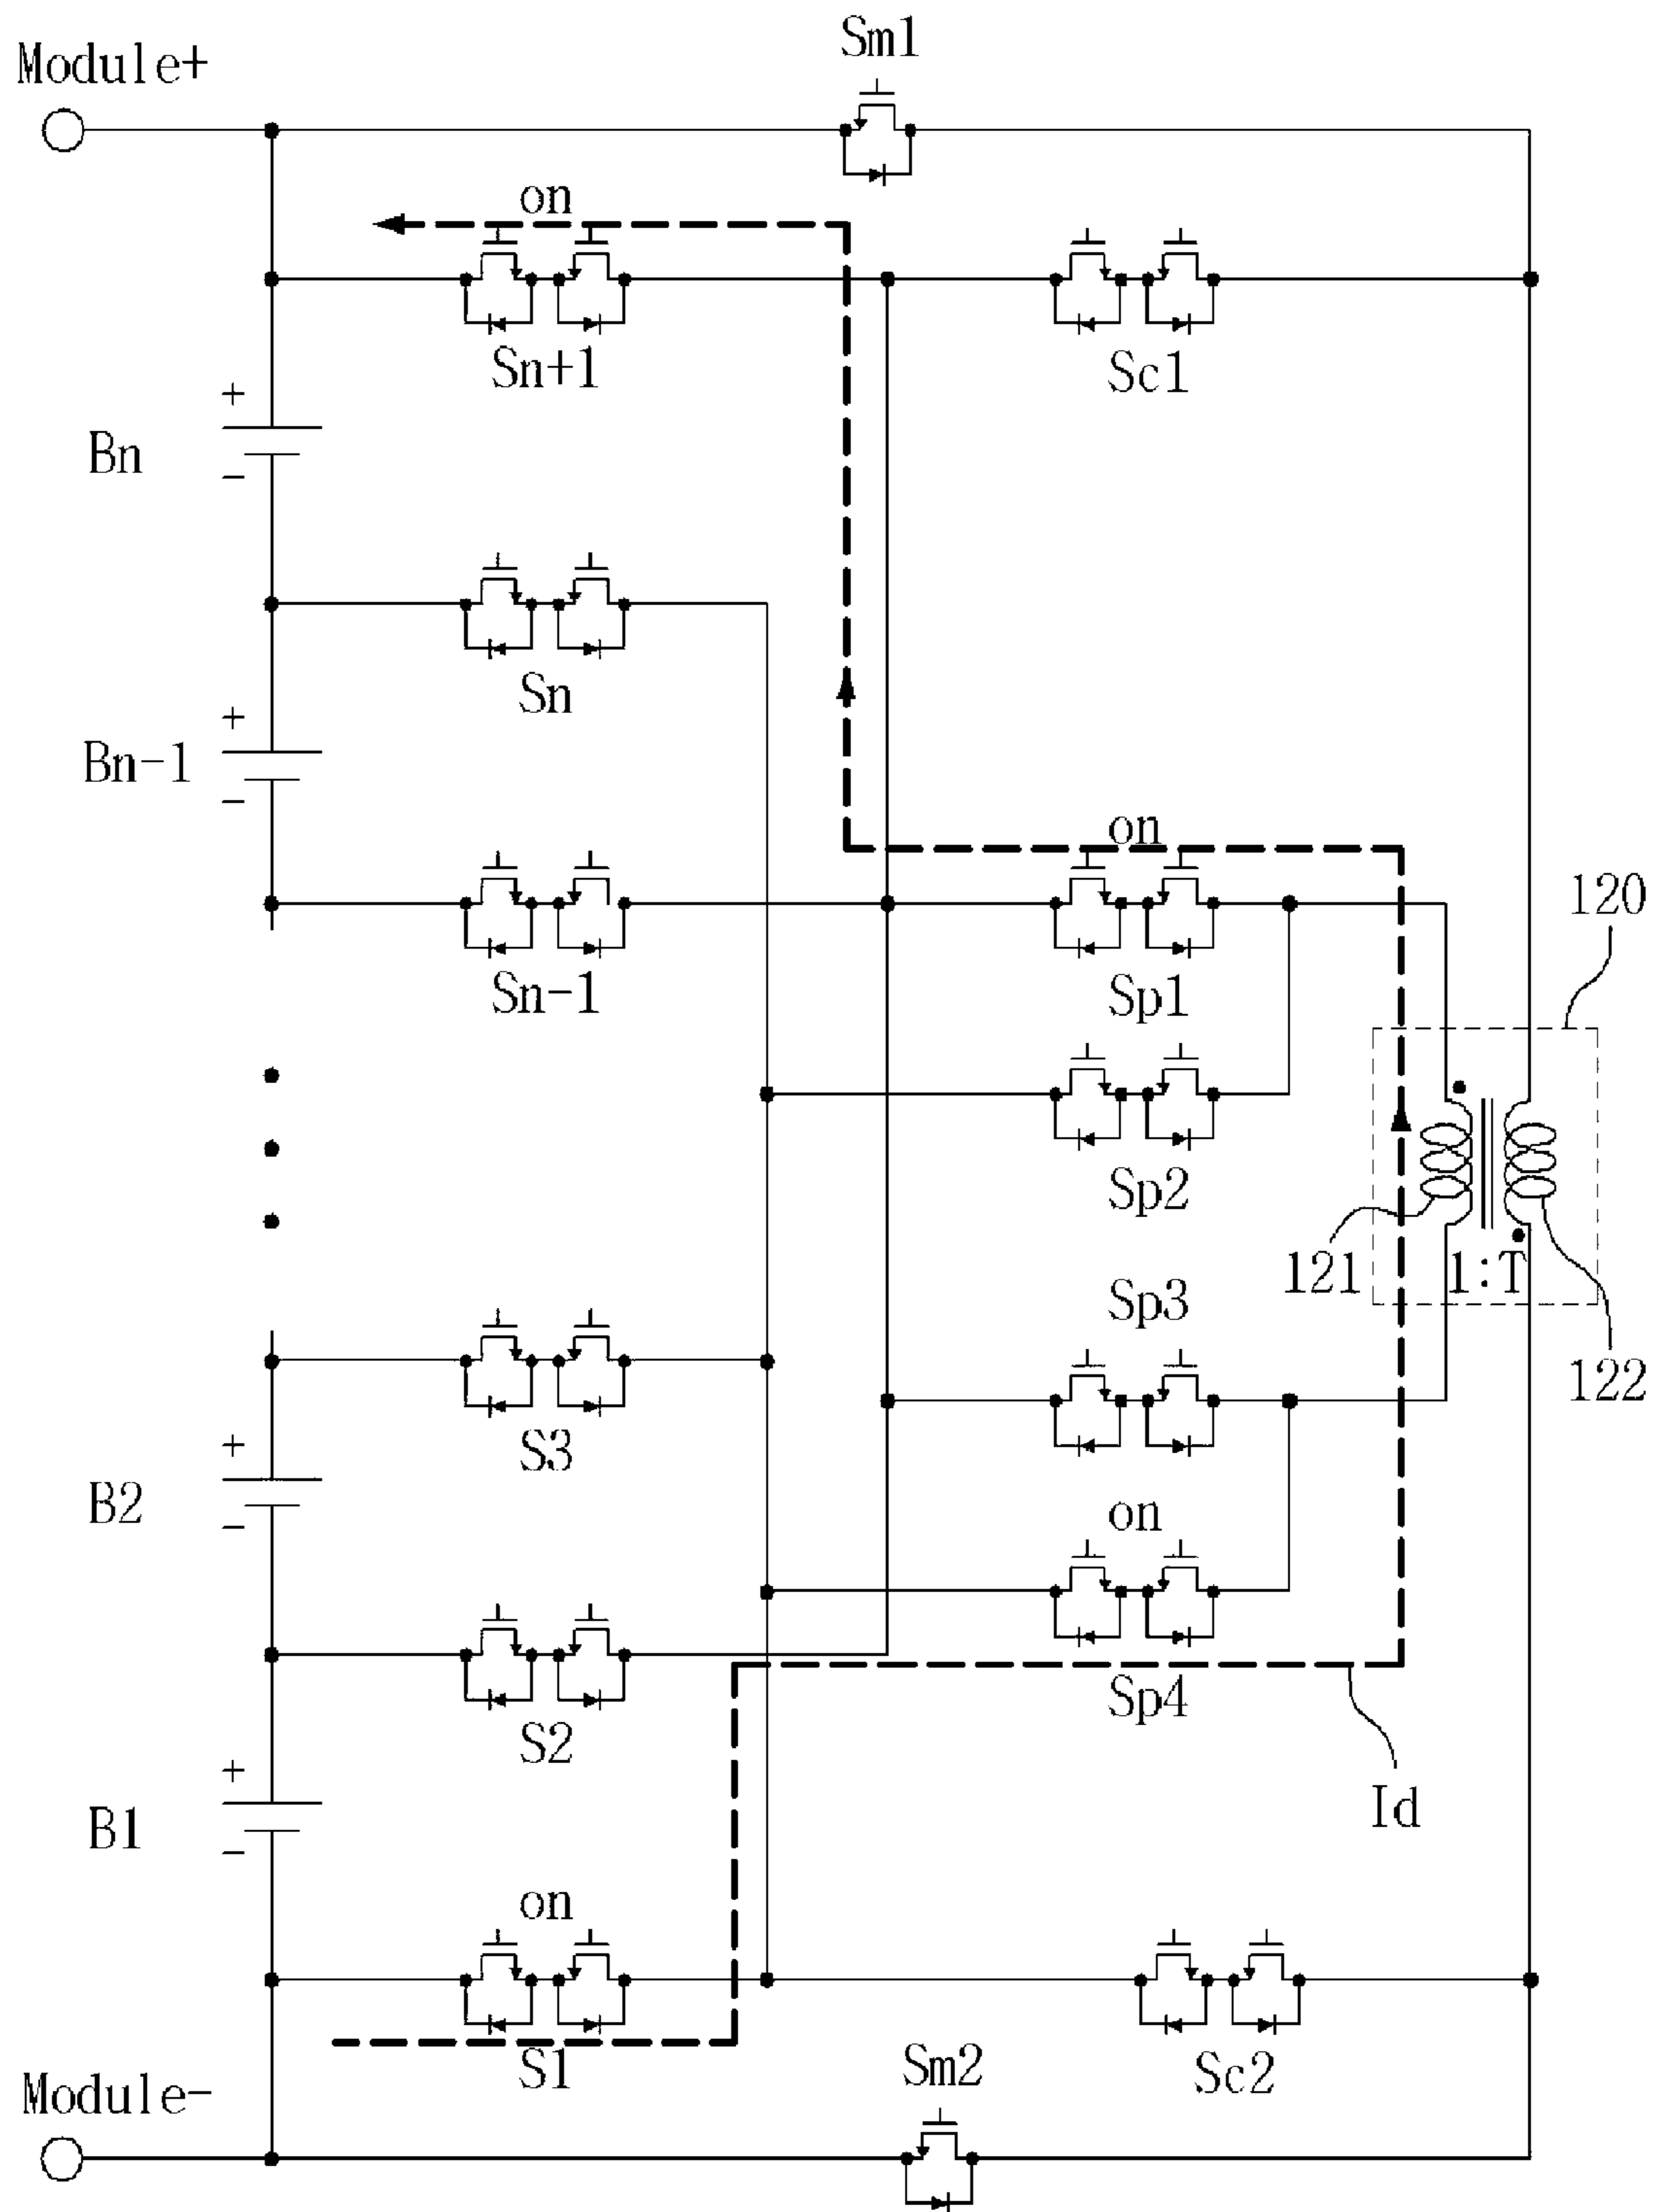 Sm1
Module+
on
Sn+1
Sc1
+
Bn
-
Sn
+
Bn-1
-
on
120
Sn-1
Sp1
Sp2
121
1:T
Sp3
122
S3
+
B2
-
on
S2
Sp4
+
B1
-
Id
on
S1
Sm2
Sc2
Module-